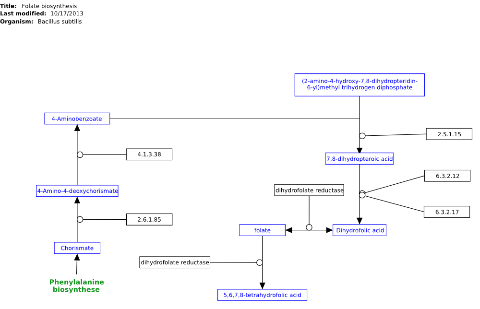 Title: Folate biosynthesis
Last modified: 10/17/2013
Organism: Bacillus subtilis
(2-amino-4-hydroxy-7,8-dihydropteridin-
6-yl)methyl trihydrogen diphosphate
4-Aminobenzoate
2.5.1.15
4.1.3.38
7,8-dihydropteroic acid
6.3.2.12
4-Amino-4-deoxychorismate
dihydrofolate reductase
6.3.2.17
2.6.1.85
folate
Dihydrofolic acid
Chorismate
dihydrofolate reductase
Phenylalanine
biosynthese
5,6,7,8-tetrahydrofolic acid